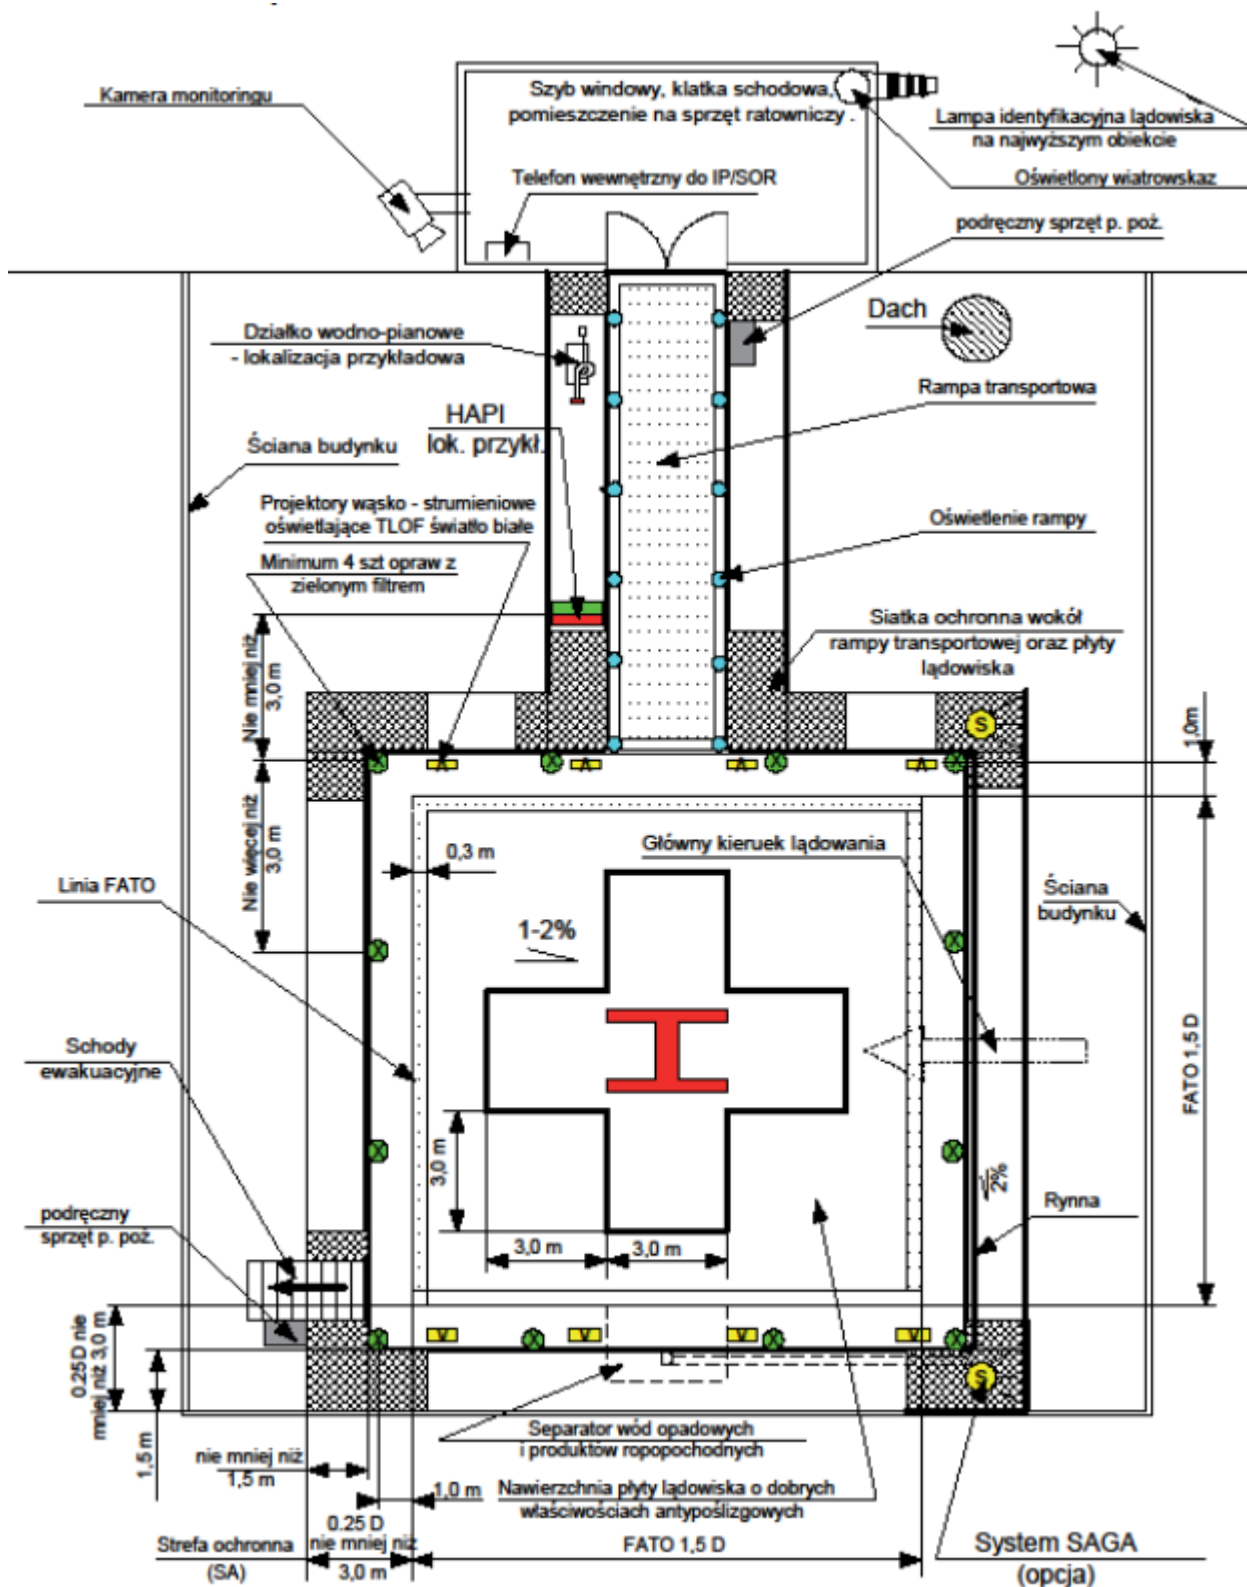 Szyb windowy, klatka schodowa,
pomieszczenie na sprzęt ratowniczy .
Kamera monitoringu
Lampa identyfikacyjna lądowiska
na najwyższym obiekcie
Telefon wewnętrzny do IP/SOR
Oświetlony wiatrowskaz
podręczny sprzęt p. poż.
Dach
Działko wodno-pianowe
- lokalizacja przykładowa
Rampa transportowa
HAPI
lok. przykł.
Ściana budynku
Projektory wąsko - strumieniowe
oświetlające TLOF światło białe
Oświetlenie rampy
Minimum 4 szt opraw z
zielonym filtrem
Siatka ochronna wokół
rampy transportowej oraz płyty
lądowiska
Nie mniej niż
3,0 m
S
1,0m
Nie więcej niż
3,0 m
0,3 m
Główny kieruek lądowania
Linia FATO
Ściana
budynku
1-2%
H
Schody
ewakuacyjne
FATO 1,5 D
3,0 m
2%
Rynna
podręczny
sprzęt p. poż.
3,0 m
3,0 m
0.25 D nie
mniej niż 3,0 m
S
1,5 m
Separator wód opadowych
i produktów ropopochodnych
nie mniej niż
1,5 m
1,0 m
Nawierzchnia płyty lądowiska o dobrych
właściwościach antypoślizgowych
0.25 D
nie mniej niż
3,0 m
Strefa ochronna
(SA)
FATO 1,5 D
System SAGA
(opcja)